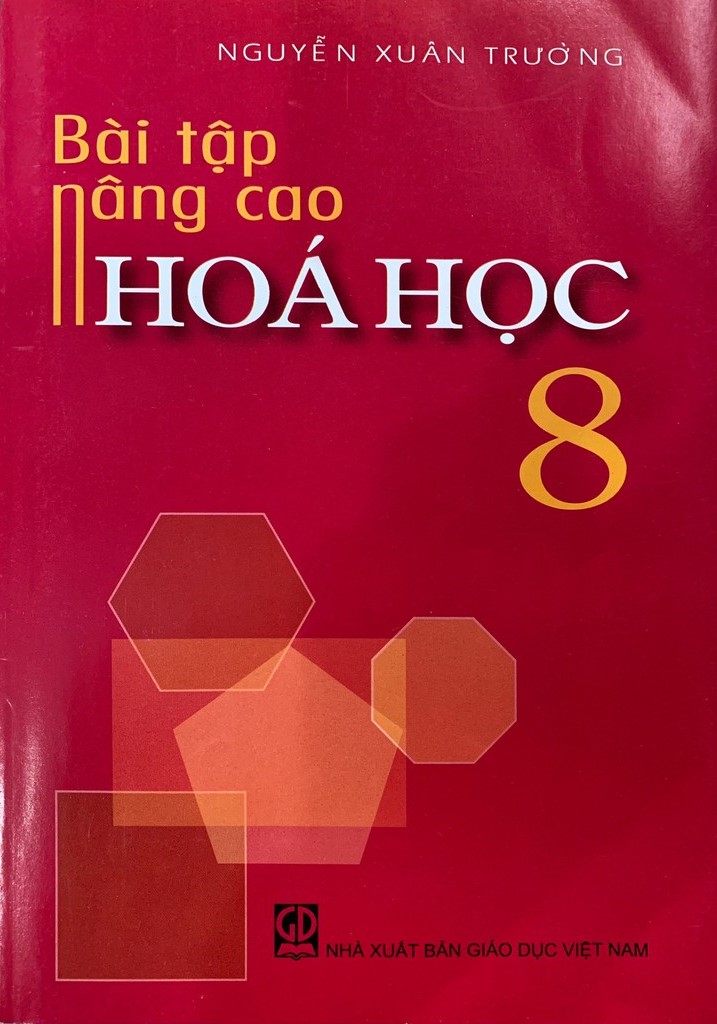 NGUYỄN XUÂN TRƯỜNG
Bài tập
nâng cao
HOÁ HỌC
8
GD
NHÀ XUẤT BẢN GIÁO DỤC VIỆT NAM